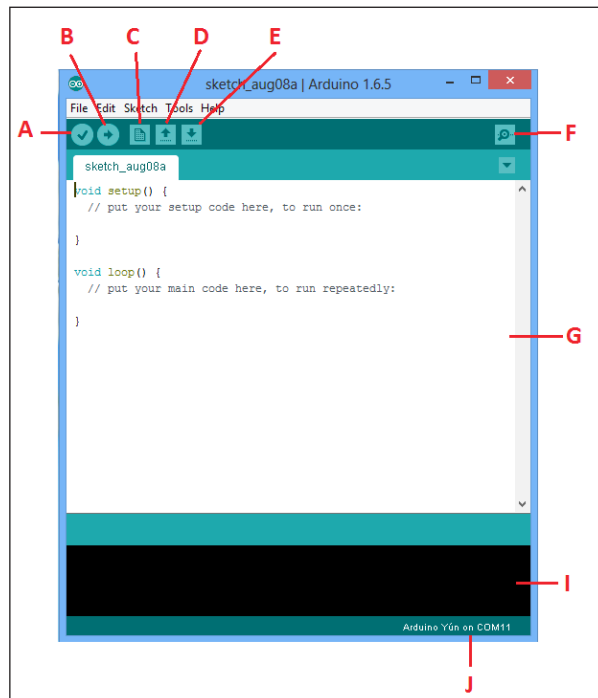 B C D E
sketch_aug08a | Arduino 1.6.5
File Edit Sketch Tools Help
A
F
sketch_aug08a
void setup() {
// put your setup code here, to run once:
}
void loop() {
// put your main code here, to run repeatedly:
}
G
I
Arduino Yún on COM11
J